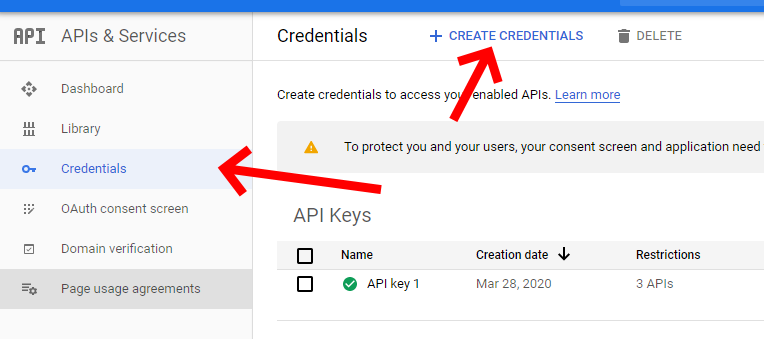 API APIs & Services
Credentials
+ CREATE CREDENTIALS
DELETE
Dashboard
Library
Credentials
OAuth consent screen
Domain verification
Page usage agreements
Create credentials to access your enabled APIs. Learn more
To protect you and your users, your consent screen and application need
API Keys
Name Creation date Restrictions
API key 1 Mar 28, 2020 3 APIs